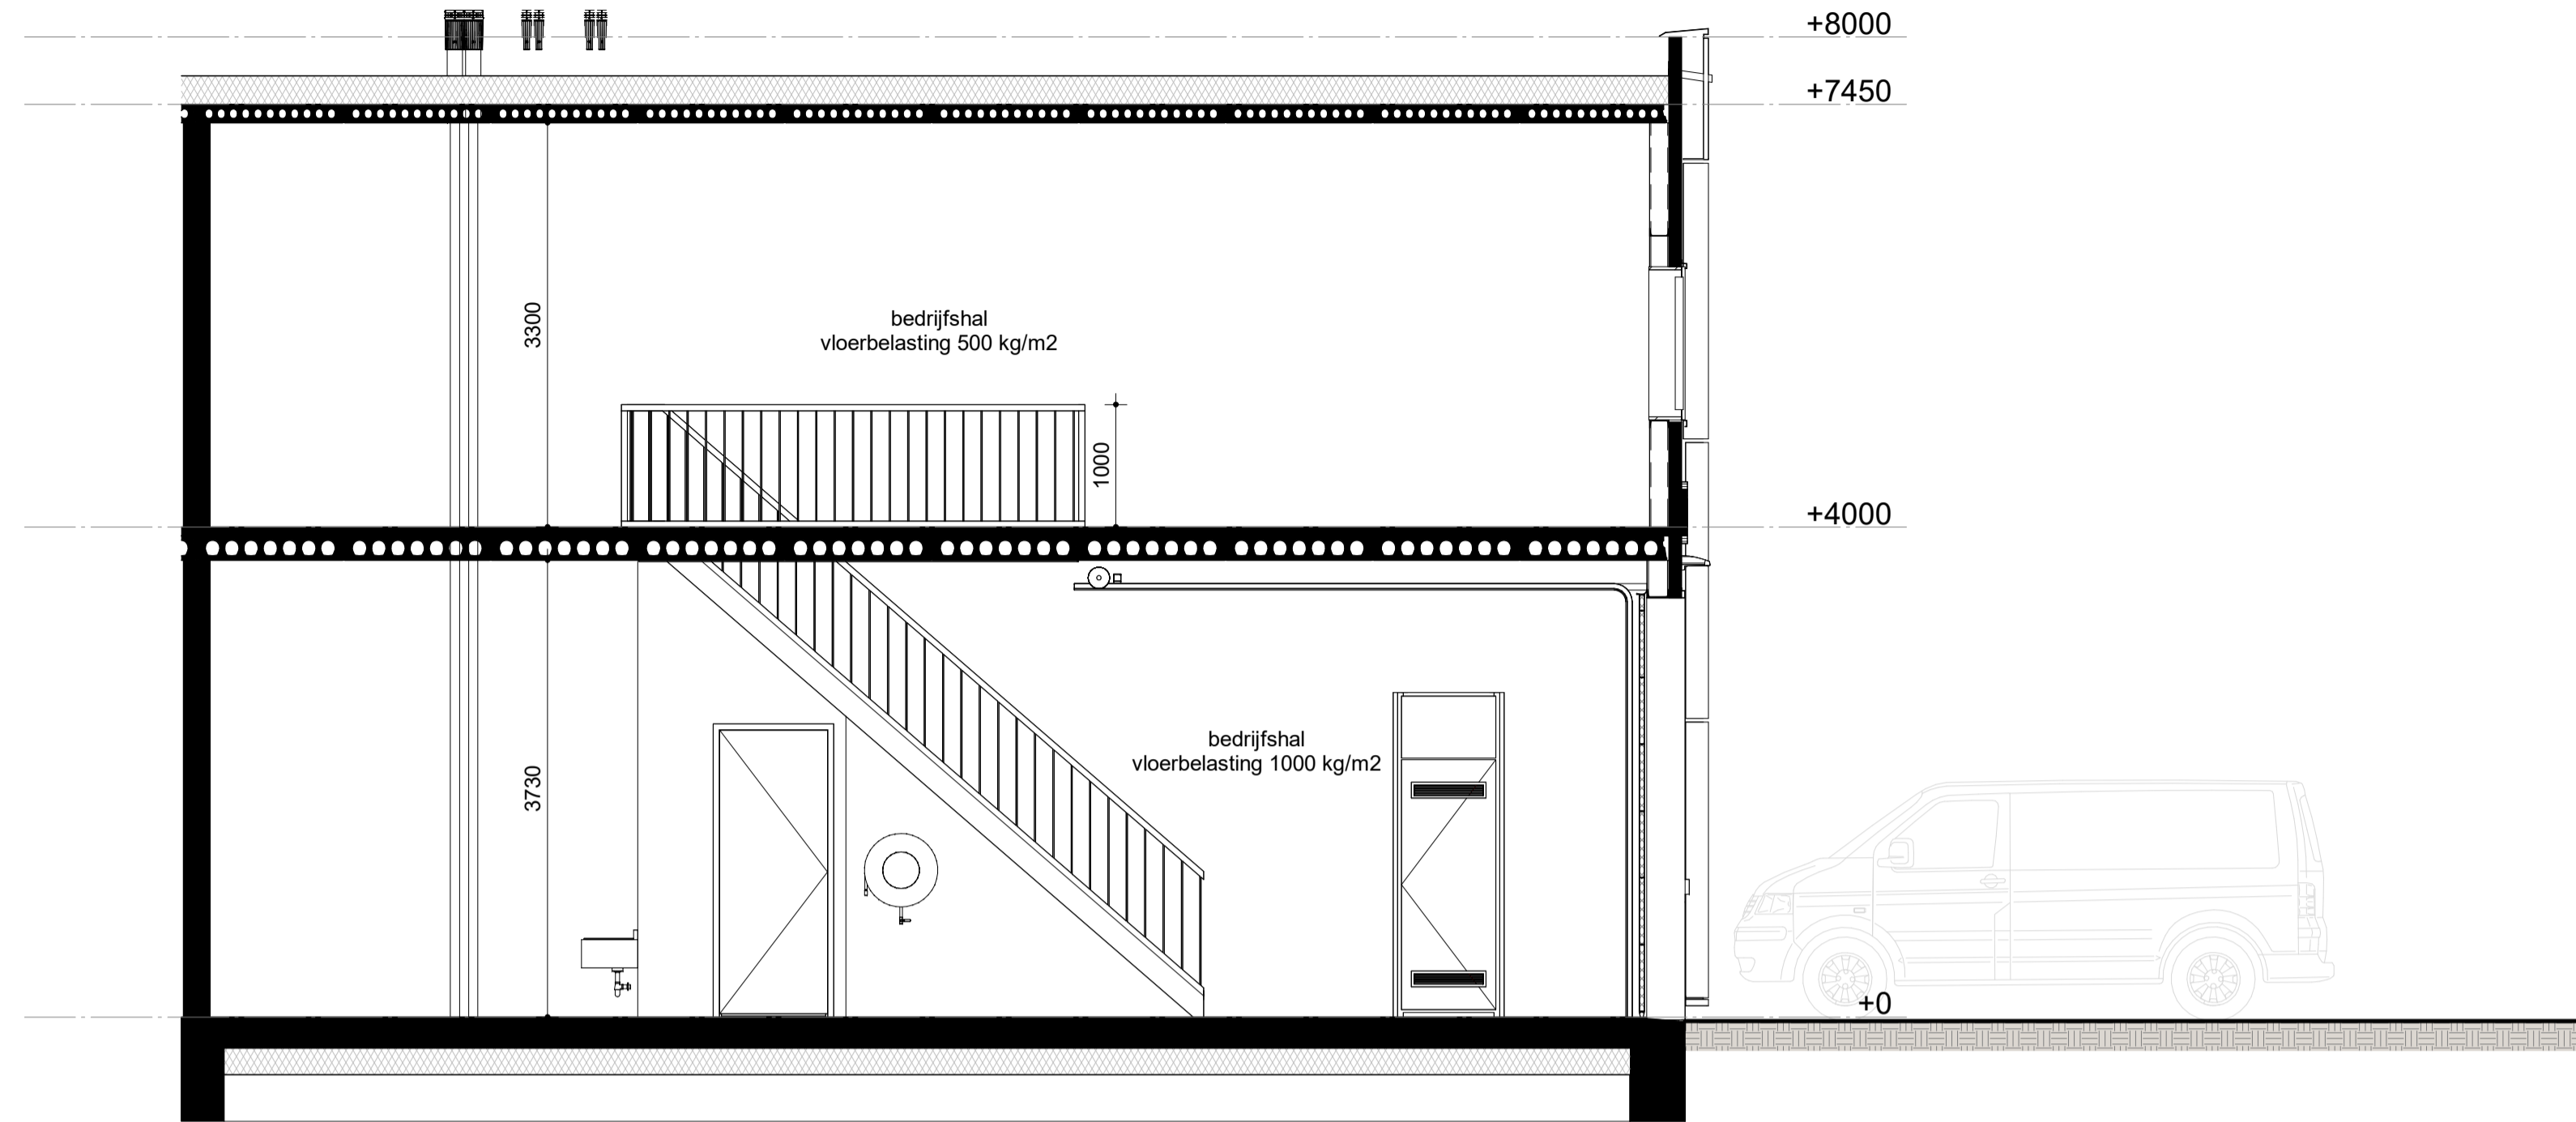 +8000
+7450
3300
bedrijfshal
vloerbelasting 500 kg/m2
1000
+4000
bedrijfshal
vloerbelasting 1000 kg/m2
3730
+0